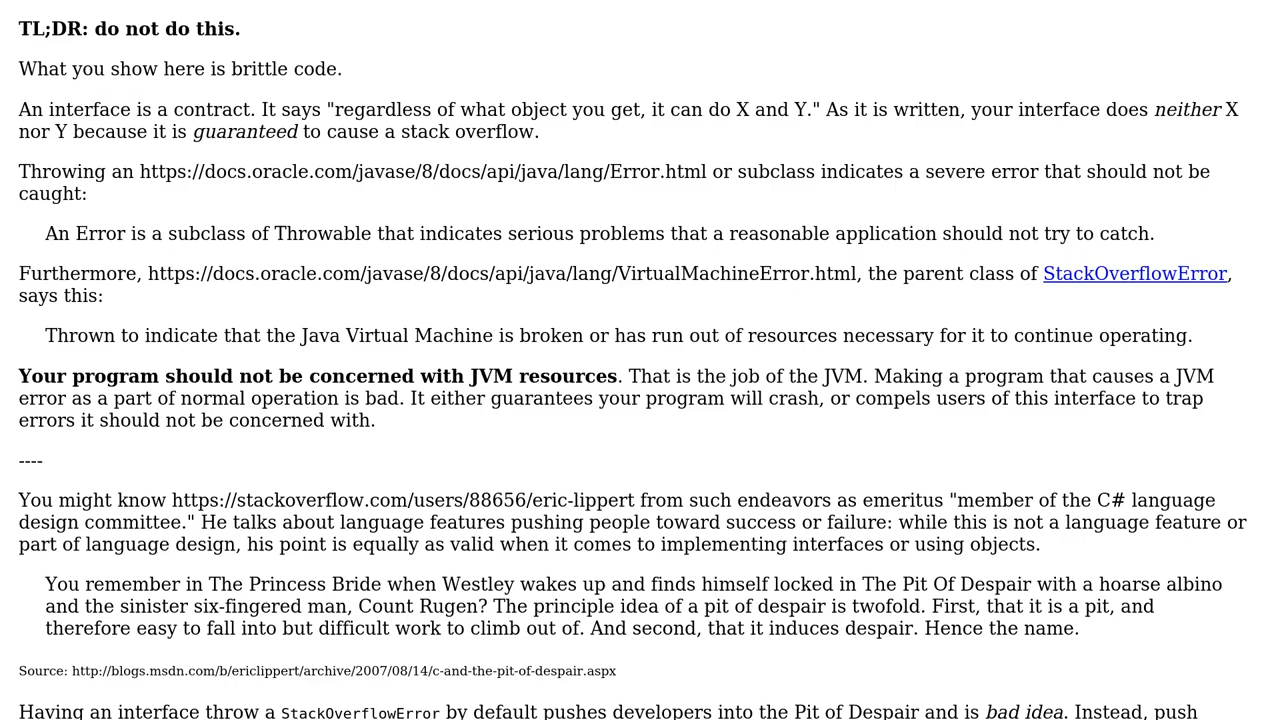 TL;DR: do not do this.
What you show here is brittle code.
An interface is a contract. It says "regardless of what object you get, it can do X and Y." As it is written, your interface does neither X
nor Y because it is guaranteed to cause a stack overflow.
Throwing an https://docs.oracle.com/javase/8/docs/api/java/lang/Error.html or subclass indicates a severe error that should not be
caught:
An Error is a subclass of Throwable that indicates serious problems that a reasonable application should not try to catch.
Furthermore, https://docs.oracle.com/javase/8/docs/api/java/lang/VirtualMachineError.html, the parent class of StackOverflowError,
says this:
Thrown to indicate that the Java Virtual Machine is broken or has run out of resources necessary for it to continue operating.
Your program should not be concerned with JVM resources. That is the job of the JVM. Making a program that causes a JVM
error as a part of normal operation is bad. It either guarantees your program will crash, or compels users of this interface to trap
errors it should not be concerned with.
----
You might know https://stackoverflow.com/users/88656/eric-lippert from such endeavors as emeritus "member of the C# language
design committee." He talks about language features pushing people toward success or failure: while this is not a language feature or
part of language design, his point is equally as valid when it comes to implementing interfaces or using objects.
You remember in The Princess Bride when Westley wakes up and finds himself locked in The Pit Of Despair with a hoarse albino
and the sinister six-fingered man, Count Rugen? The principle idea of a pit of despair is twofold. First, that it is a pit, and
therefore easy to fall into but difficult work to climb out of. And second, that it induces despair. Hence the name.
Source: http://blogs.msdn.com/b/ericlippert/archive/2007/08/14/c-and-the-pit-of-despair.aspx
Having an interface throw a StackOverflowError by default pushes developers into the Pit of Despair and is bad idea. Instead, push